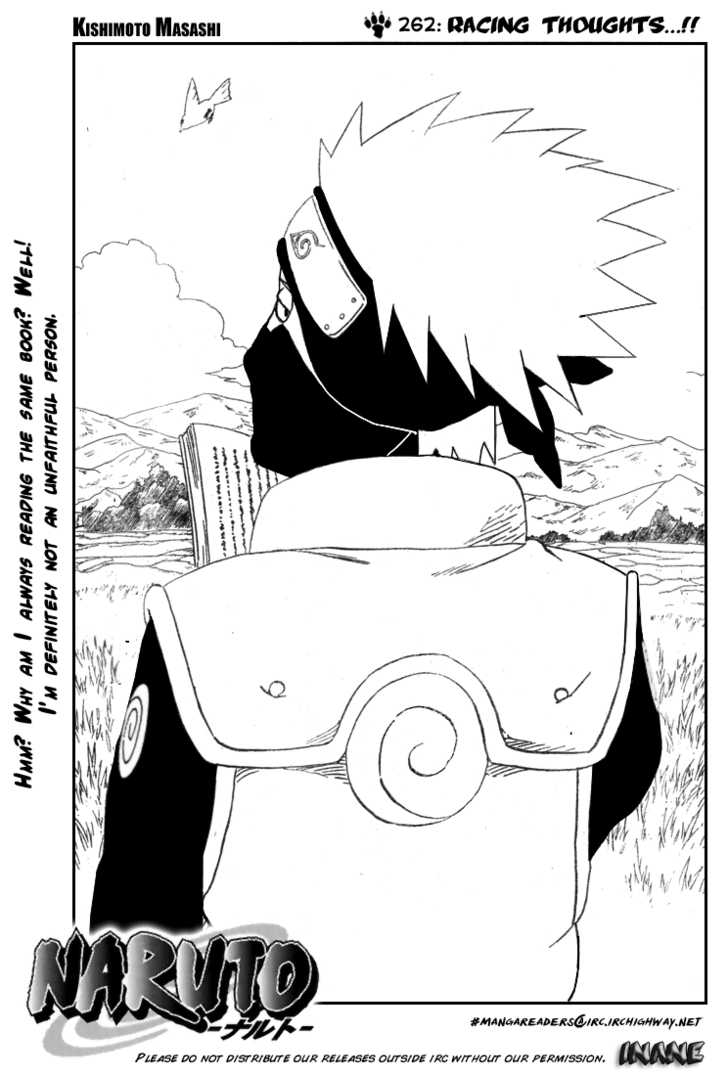 Kishimoto Masashi
262: Racing Thoughts...!!
Hmm? Why am I always reading the same book? Well!
I'm definitely not an unfaithful person.
NARUTO
-ナルト-
#mangareaders@irc.irchighway.net
Please do not distribute our releases outside IRC without our permission.
INANE